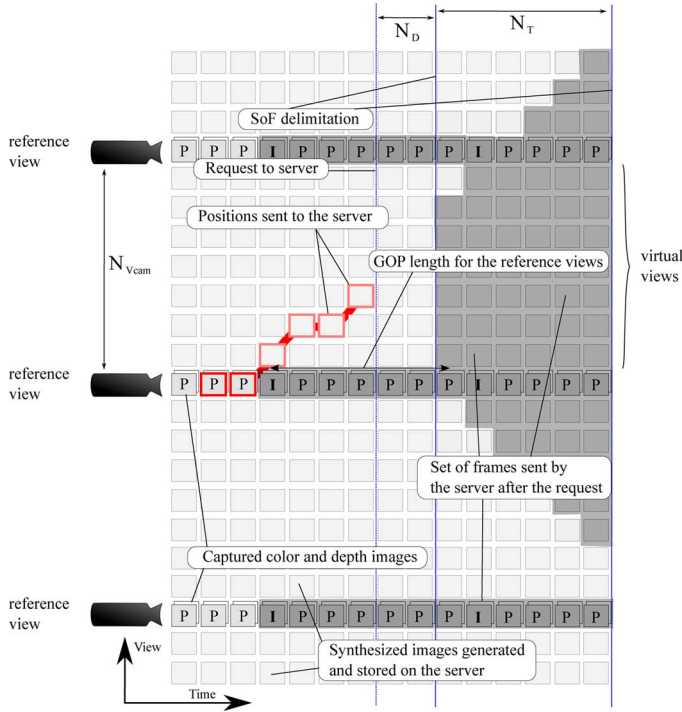 N_D
N_T
SoF delimitation
reference
view
P P P I P P P P P P I P P P P
Request to server
Positions sent to the server
N_Vcam
GOP length for the reference views
virtual
views
reference
view
P P P I P P P P P P I P P P P
Set of frames sent by
the server after the request
Captured color and depth images
reference
view
P P P I P P P P P P I P P P P
View
Synthesized images generated
and stored on the server
Time